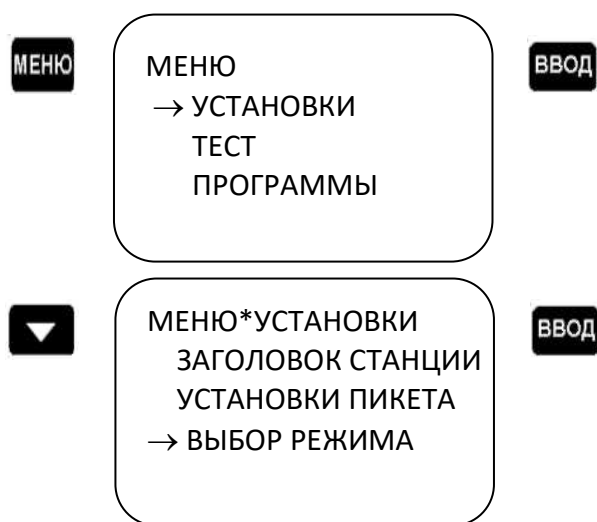 МЕНЮ
МЕНЮ
→ УСТАНОВКИ
ТЕСТ
ПРОГРАММЫ
ВВОД
МЕНЮ*УСТАНОВКИ
ЗАГОЛОВОК СТАНЦИИ
УСТАНОВКИ ПИКЕТА
→ ВЫБОР РЕЖИМА
ВВОД